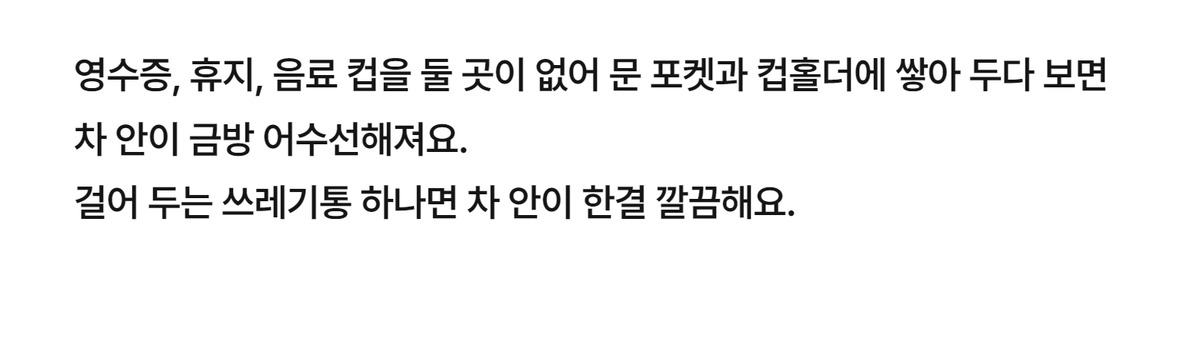 영수증, 휴지, 음료 컵을 둘 곳이 없어 문 포켓과 컵홀더에 쌓아 두다 보면
차 안이 금방 어수선해져요.
걸어 두는 쓰레기통 하나면 차 안이 한결 깔끔해요.